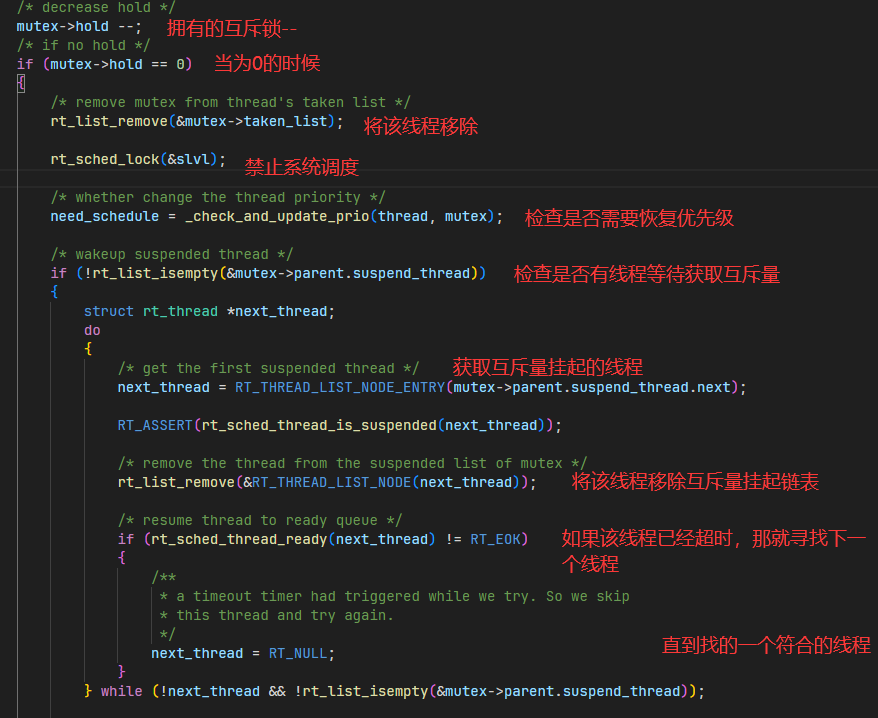 /* decrease hold */
mutex->hold --; 拥有的互斥锁--
/* if no hold */
if (mutex->hold == 0) 当为0的时候
{
/* remove mutex from thread's taken list */
rt_list_remove(&mutex->taken_list); 将该线程移除
rt_sched_lock(&slvl); 禁止系统调度
/* whether change the thread priority */
need_schedule = _check_and_update_prio(thread, mutex); 检查是否需要恢复优先级
/* wakeup suspended thread */
if (!rt_list_isempty(&mutex->parent.suspend_thread)) 检查是否有线程等待获取互斥量
{
struct rt_thread *next_thread;
do
{
/* get the first suspended thread */ 获取互斥量挂起的线程
next_thread = RT_THREAD_LIST_NODE_ENTRY(mutex->parent.suspend_thread.next);
RT_ASSERT(rt_sched_thread_is_suspended(next_thread));
/* remove the thread from the suspended list of mutex */
rt_list_remove(&RT_THREAD_LIST_NODE(next_thread)); 将该线程移除互斥量挂起链表
/* resume thread to ready queue */
if (rt_sched_thread_ready(next_thread) != RT_EOK) 如果该线程已经超时，那就寻找下一
{ 个线程
/**
* a timeout timer had triggered while we try. So we skip
* this thread and try again.
*/
next_thread = RT_NULL; 直到找的一个符合的线程
}
} while (!next_thread && !rt_list_isempty(&mutex->parent.suspend_thread));